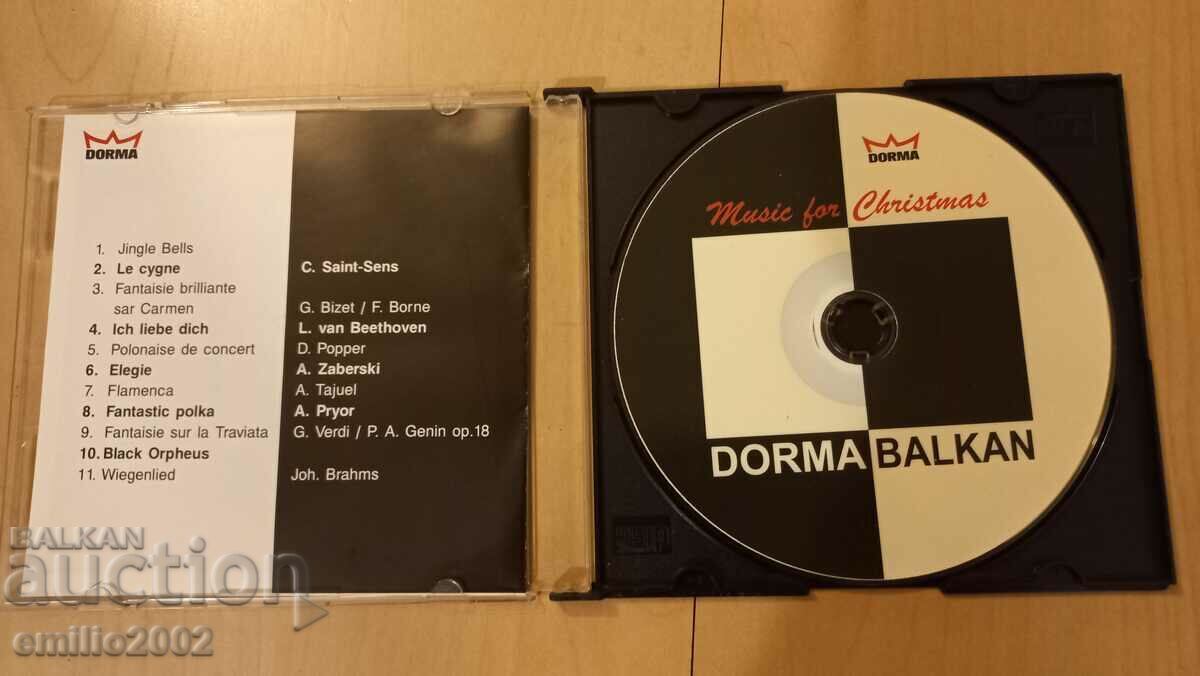 DORMA
1. Jingle Bells
2. Le cygne C. Saint-Sens
3. Fantaisie brilliante
sar Carmen G. Bizet / F. Borne
4. Ich liebe dich L. van Beethoven
5. Polonaise de concert D. Popper
6. Elegie A. Zaberski
7. Flamenca A. Tajuel
8. Fantastic polka A. Pryor
9. Fantaisie sur la Traviata G. Verdi / P. A. Genin op.18
10. Black Orpheus
11. Wiegenlied Joh. Brahms
DORMA
Music for Christmas
DORMA BALKAN
BALKAN
auction
emilio2002